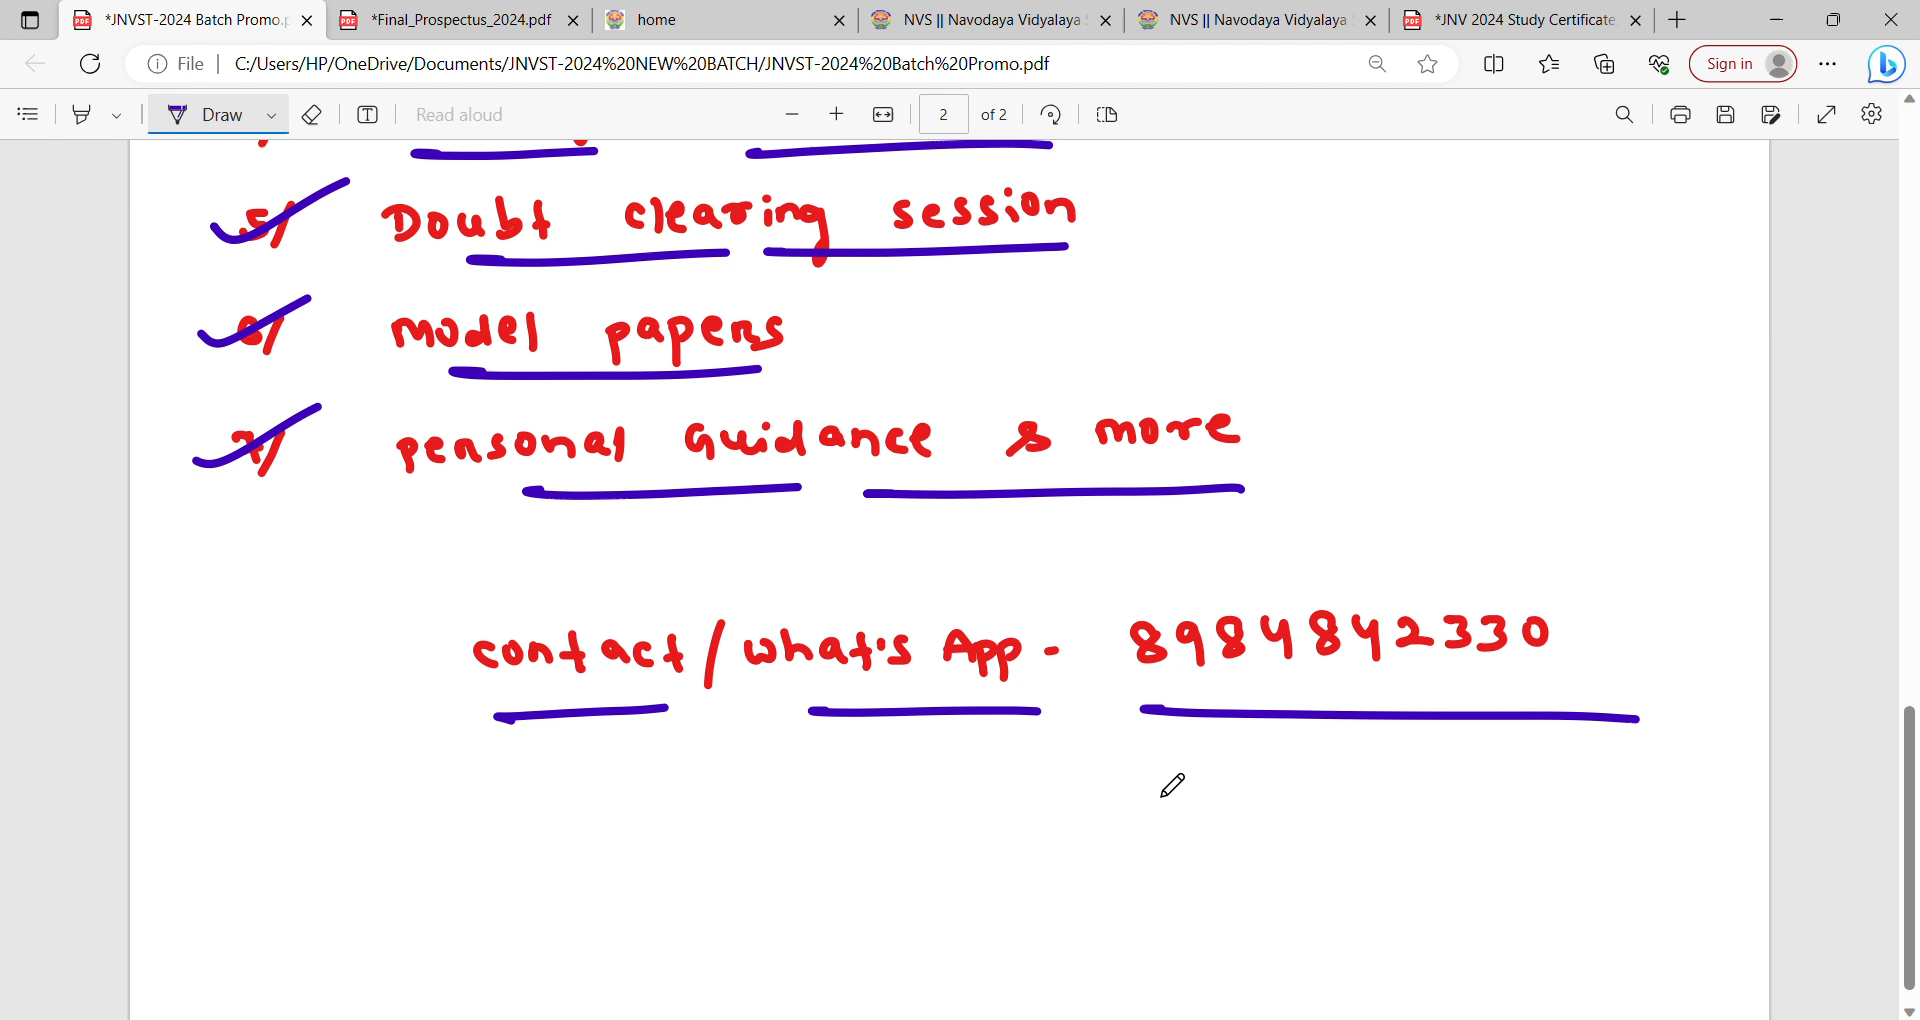 *JNVST-2024 Batch Promo.p
*Final_Prospectus_2024.pdf
home
NVS || Navodaya Vidyalaya S
NVS || Navodaya Vidyalaya S
*JNV 2024 Study Certificate
File
C:/Users/HP/OneDrive/Documents/JNVST-2024%20NEW%20BATCH/JNVST-2024%20Batch%20Promo.pdf
Sign in
Draw
Read aloud
2 of 2
5/ Doubt clearing session
6/ Model papers
7/ personal Guidance & more
contact / what's App - 8984842330